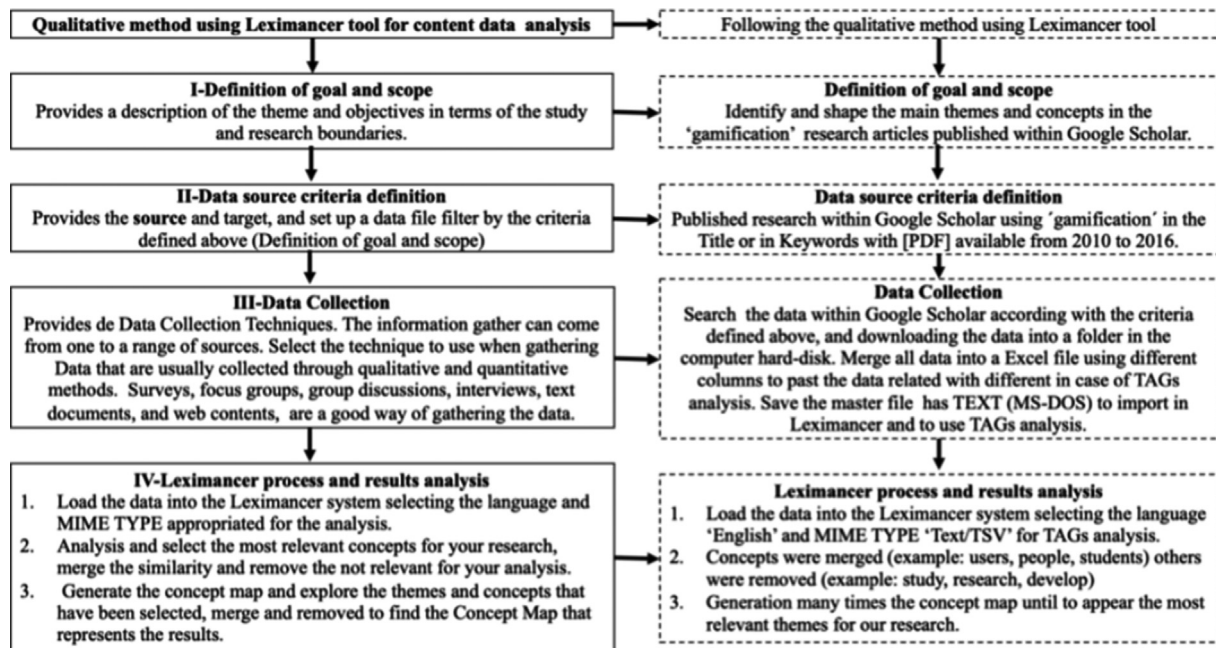 Qualitative method using Leximancer tool for content data analysis
I-Definition of goal and scope
Provides a description of the theme and objectives in terms of the study
and research boundaries.
II-Data source criteria definition
Provides the source and target, and set up a data file filter by the criteria
defined above (Definition of goal and scope)
III-Data Collection
Provides de Data Collection Techniques. The information gather can come
from one to a range of sources. Select the technique to use when gathering
Data that are usually collected through qualitative and quantitative
methods. Surveys, focus groups, group discussions, interviews, text
documents, and web contents, are a good way of gathering the data.
IV-Leximancer process and results analysis
1. Load the data into the Leximancer system selecting the language and
MIME TYPE appropriated for the analysis.
2. Analysis and select the most relevant concepts for your research,
merge the similarity and remove the not relevant for your analysis.
3. Generate the concept map and explore the themes and concepts that
have been selected, merge and removed to find the Concept Map that
represents the results.
Following the qualitative method using Leximancer tool
Definition of goal and scope
Identify and shape the main themes and concepts in the
‘gamification’ research articles published within Google Scholar.
Data source criteria definition
Published research within Google Scholar using ´gamification´ in the
Title or in Keywords with [PDF] available from 2010 to 2016.
Data Collection
Search the data within Google Scholar according with the criteria
defined above, and downloading the data into a folder in the
computer hard-disk. Merge all data into a Excel file using different
columns to past the data related with different in case of TAGs
analysis. Save the master file has TEXT (MS-DOS) to import in
Leximancer and to use TAGs analysis.
Leximancer process and results analysis
1. Load the data into the Leximancer system selecting the language
‘English’ and MIME TYPE ‘Text/TSV’ for TAGs analysis.
2. Concepts were merged (example: users, people, students) others
were removed (example: study, research, develop)
3. Generation many times the concept map until to appear the most
relevant themes for our research.